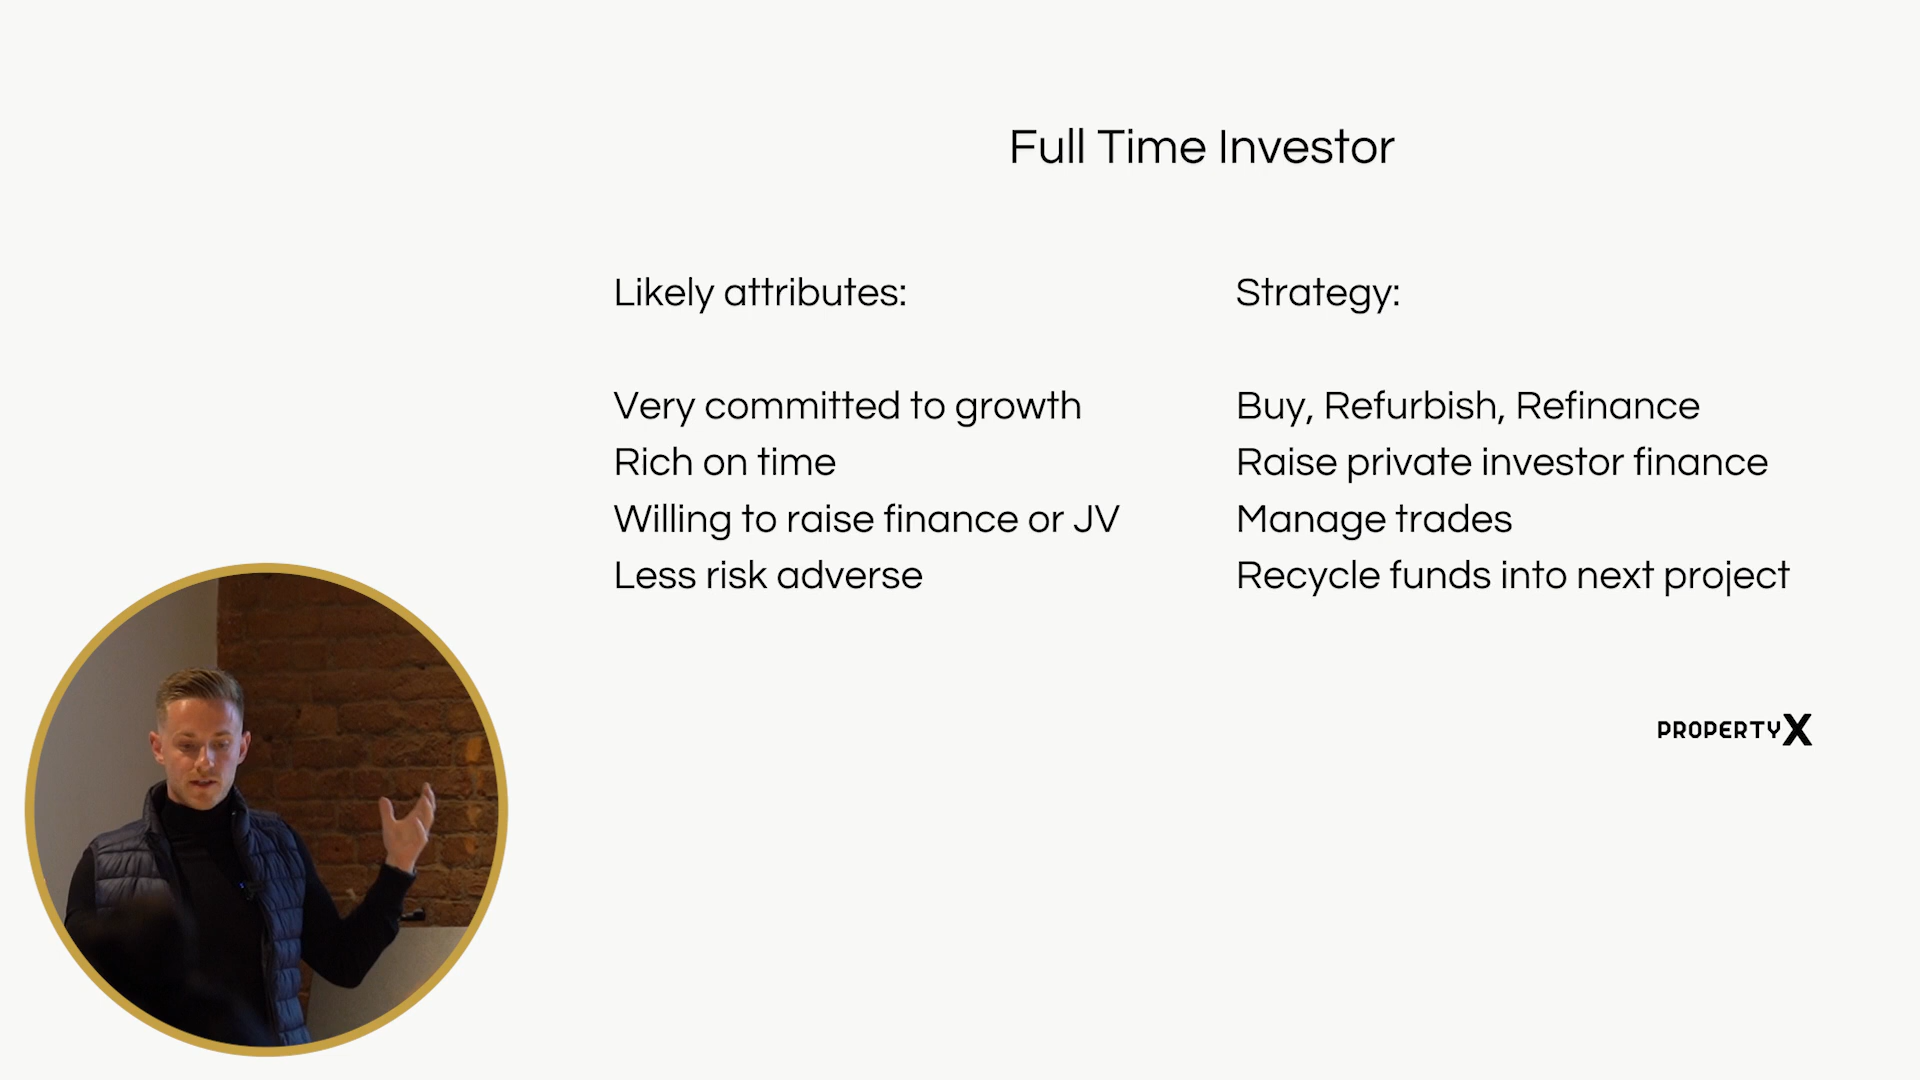 Full Time Investor
Likely attributes:
Very committed to growth
Rich on time
Willing to raise finance or JV
Less risk adverse
Strategy:
Buy, Refurbish, Refinance
Raise private investor finance
Manage trades
Recycle funds into next project
PROPERTYX